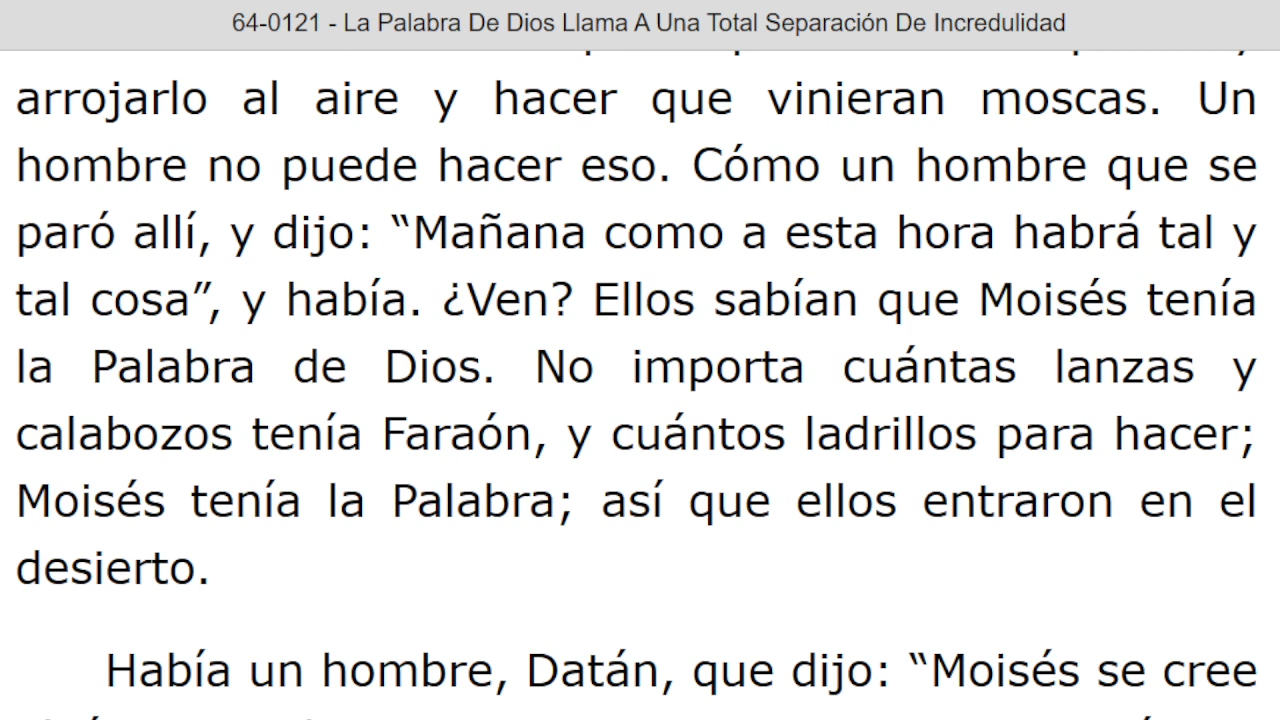 64-0121 - La Palabra De Dios Llama A Una Total Separación De Incredulidad
arrojarlo al aire y hacer que vinieran moscas. Un
hombre no puede hacer eso. Cómo un hombre que se
paró allí, y dijo: “Mañana como a esta hora habrá tal y
tal cosa”, y había. ¿Ven? Ellos sabían que Moisés tenía
la Palabra de Dios. No importa cuántas lanzas y
calabozos tenía Faraón, y cuántos ladrillos para hacer;
Moisés tenía la Palabra; así que ellos entraron en el
desierto.
Había un hombre, Datán, que dijo: “Moisés se cree